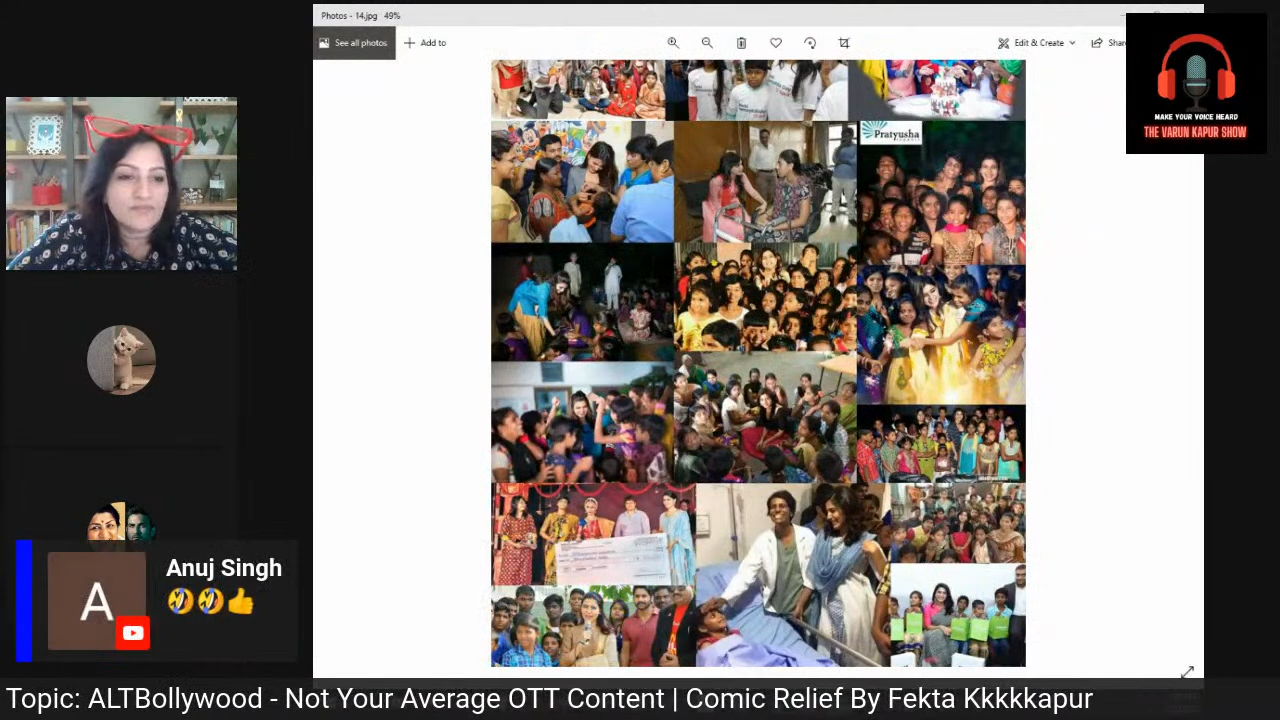 Photos - 14.jpg 49%
See all photos
Add to
Edit & Create
Shar
MAKE YOUR VOICE HEARD
THE VARUN KAPUR SHOW
Pratyusha
A
Anuj Singh
🤣🤣👍
Topic: ALTBollywood - Not Your Average OTT Content | Comic Relief By Fekta Kkkkkapur